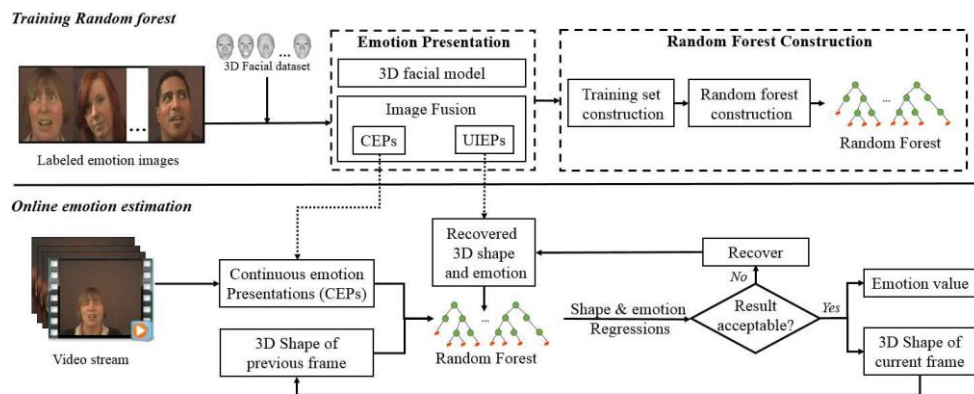 Training Random forest
3D Facial dataset
Labeled emotion images
Emotion Presentation
3D facial model
Image Fusion
CEPs
UIEPs
Random Forest Construction
Training set
construction
Random forest
construction
...
Random Forest
Online emotion estimation
Video stream
Continuous emotion
Presentations (CEPs)
3D Shape of
previous frame
Recovered
3D shape
and emotion
...
Random Forest
Shape & emotion
Regressions
Recover
No
Result
acceptable?
Yes
Emotion value
3D Shape of
current frame